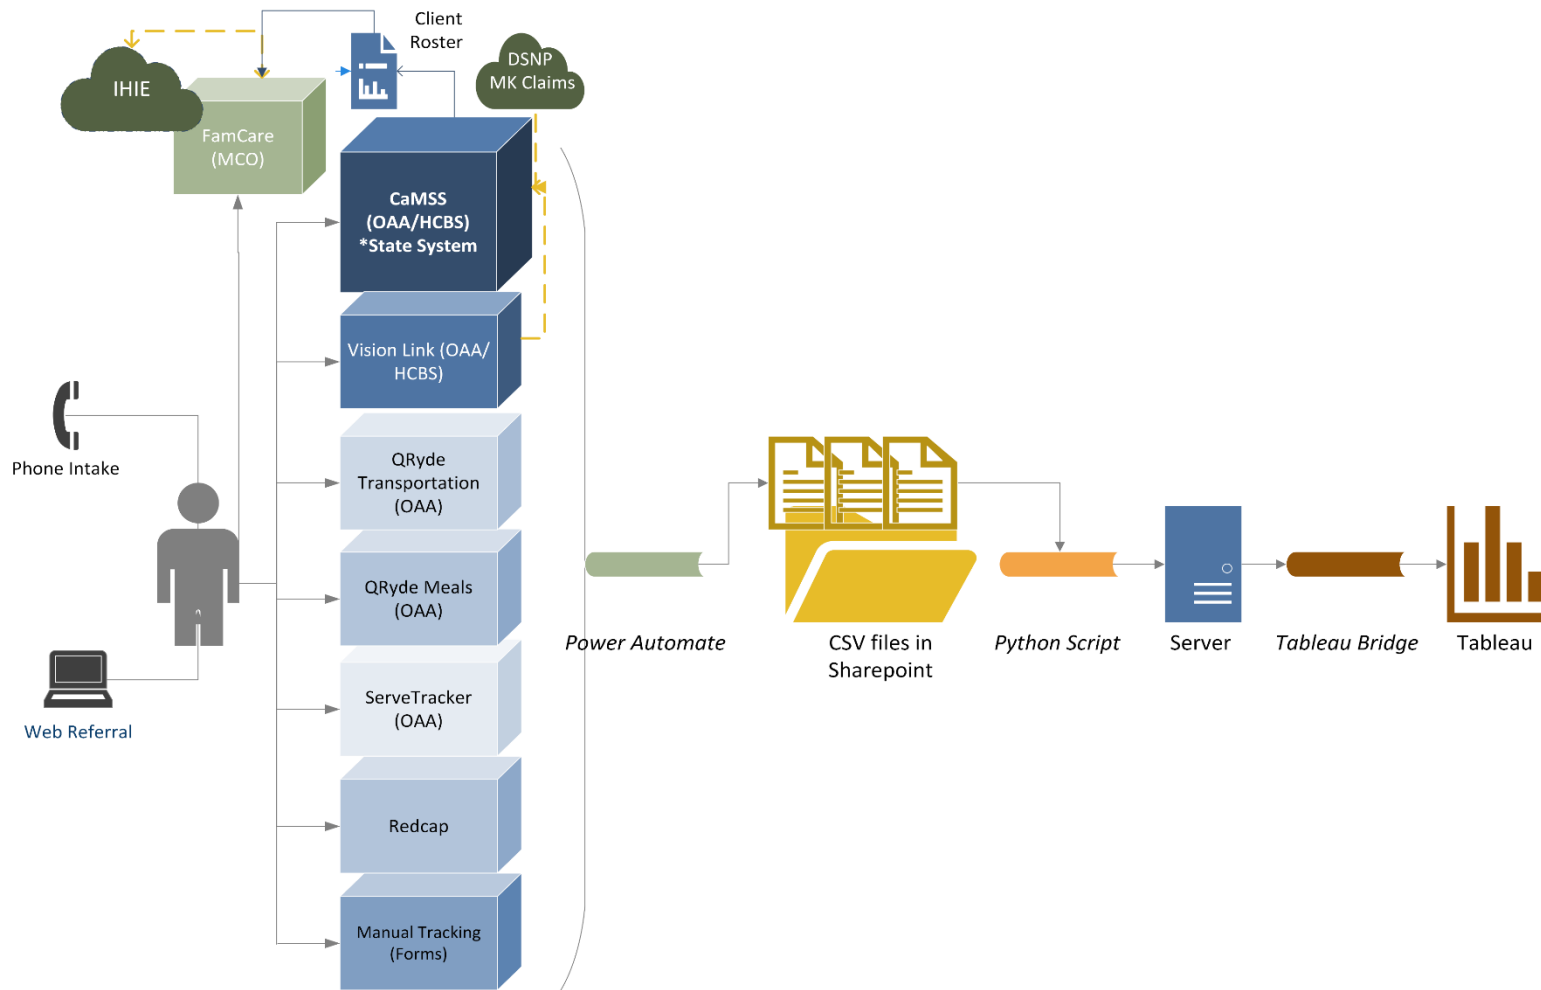 Client
Roster
IHIE
DSNP
MK Claims
FamCare
(MCO)
CaMSS
(OAA/HCBS)
*State System
Vision Link (OAA/
HCBS)
Phone Intake
QRyde
Transportation
(OAA)
QRyde Meals
(OAA)
Web Referral
ServeTracker
(OAA)
Redcap
Manual Tracking
(Forms)
Power Automate
CSV files in
Sharepoint
Python Script
Server
Tableau Bridge
Tableau